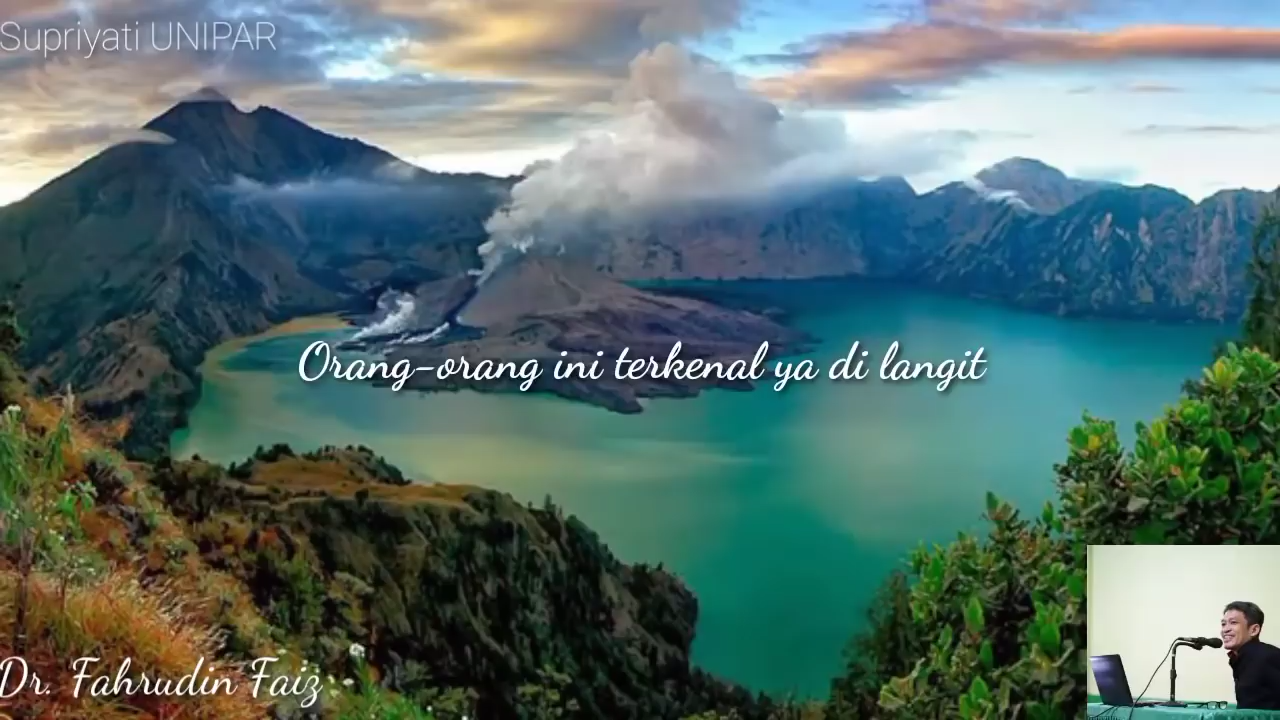 Supriyati UNIPAR
Orang-orang ini terkenal ya di langit
Dr. Fahrudin Faiz